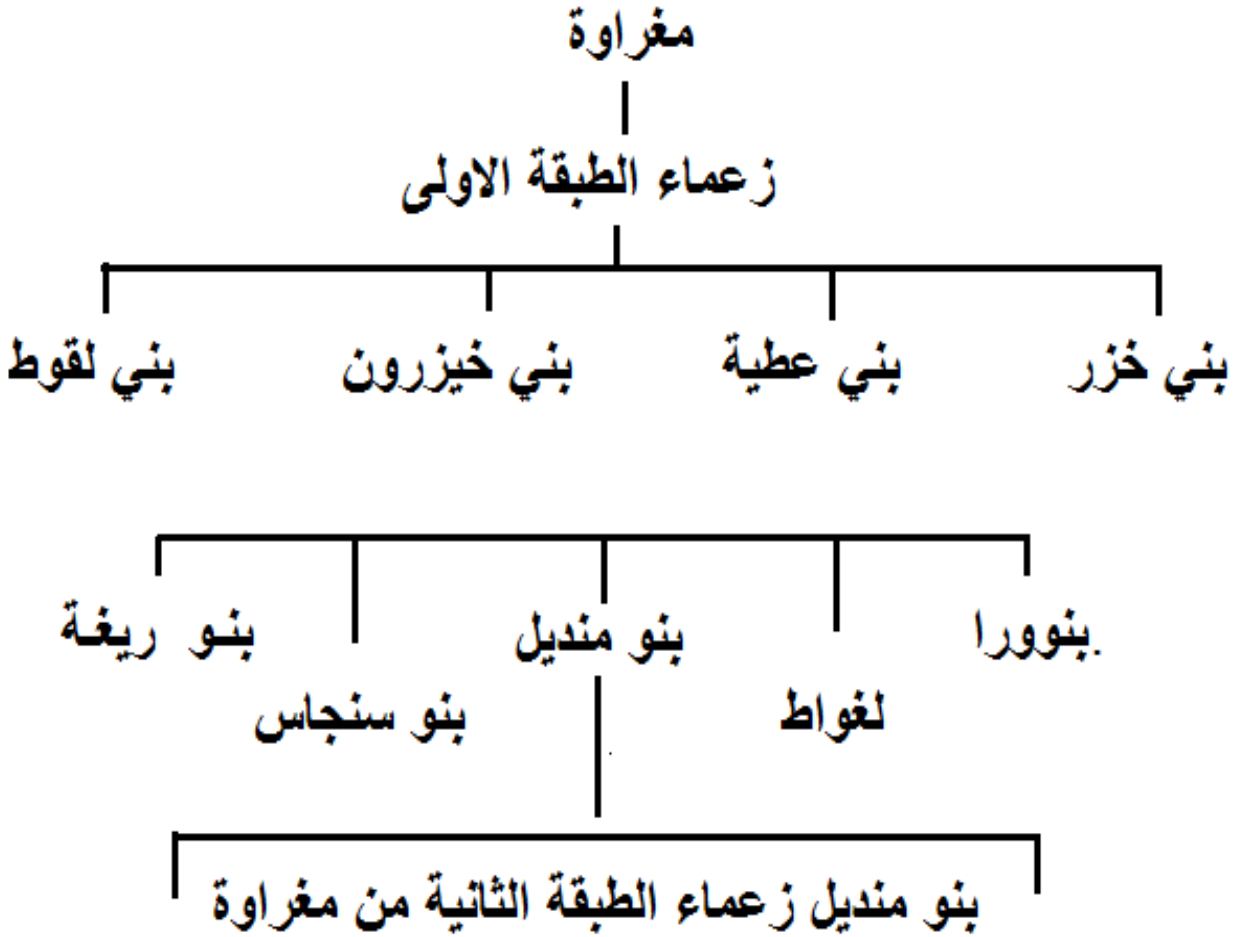 مغراوة
زعماء الطبقة الاولى
بني خزر
بني عطية
بني خيزرون
بني لقوط
بنوورا.
لغواط
بنو منديل
بنو سنجاس
بنو ريغة
بنو منديل زعماء الطبقة الثانية من مغراوة